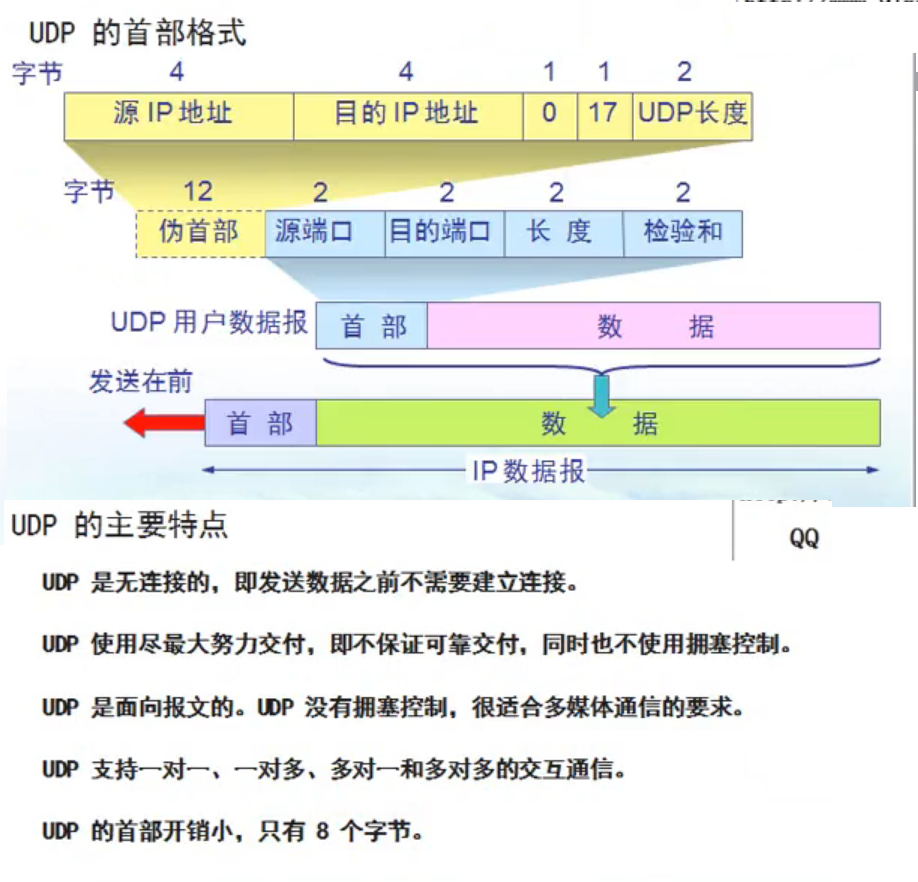 UDP 的首部格式
字节 4 4 1 1 2
源 IP 地址 目的 IP 地址 0 17 UDP长度
字节 12 2 2 2 2
伪首部 源端口 目的端口 长 度 检验和
UDP 用户数据报 首 部 数 据
发送在前
首 部 数 据
IP 数据报
UDP 的主要特点
QQ
UDP 是无连接的，即发送数据之前不需要建立连接。
UDP 使用尽最大努力交付，即不保证可靠交付，同时也不使用拥塞控制。
UDP 是面向报文的。UDP 没有拥塞控制，很适合多媒体通信的要求。
UDP 支持一对一、一对多、多对一和多对多的交互通信。
UDP 的首部开销小，只有 8 个字节。